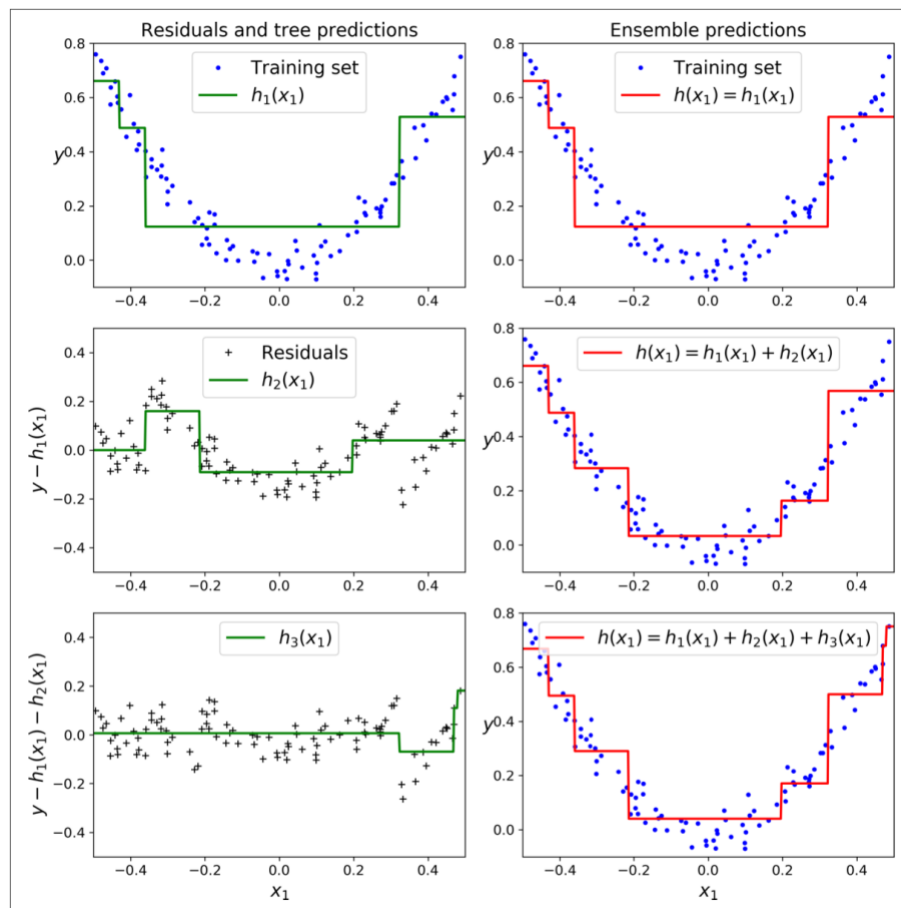 Residuals and tree predictions
Ensemble predictions
0.8
0.6
y0.4
0.2
0.0
Training set
h₁(x₁)
−0.4 −0.2 0.0 0.2 0.4
0.8
0.6
y0.4
0.2
0.0
Training set
h(x₁) = h₁(x₁)
−0.4 −0.2 0.0 0.2 0.4
y − h₁(x₁)
0.4
0.2
0.0
−0.2
−0.4
Residuals
h₂(x₁)
−0.4 −0.2 0.0 0.2 0.4
0.8
0.6
y0.4
0.2
0.0
h(x₁) = h₁(x₁) + h₂(x₁)
−0.4 −0.2 0.0 0.2 0.4
y − h₁(x₁) − h₂(x₁)
0.4
0.2
0.0
−0.2
−0.4
h₃(x₁)
−0.4 −0.2 0.0 0.2 0.4
x₁
0.8
0.6
y0.4
0.2
0.0
h(x₁) = h₁(x₁) + h₂(x₁) + h₃(x₁)
−0.4 −0.2 0.0 0.2 0.4
x₁